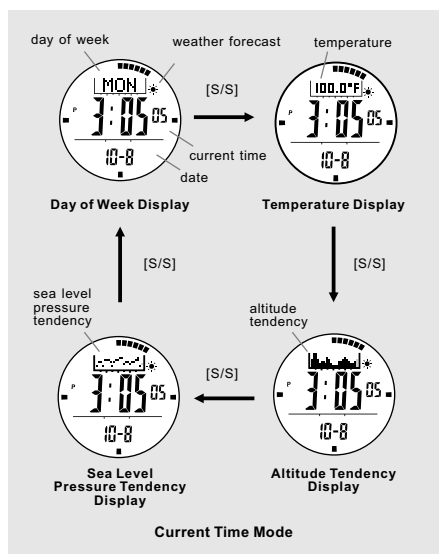 day of week
weather forecast
temperature
MON
P
3:05 05
10-8
[S/S]
100.0°F
P
3:05 05
10-8
current time
date
Day of Week Display
Temperature Display
[S/S]
[S/S]
sea level
pressure
tendency
altitude
tendency
P
3:05 05
10-8
[S/S]
P
3:05 05
10-8
Sea Level
Pressure Tendency
Display
Altitude Tendency
Display
Current Time Mode